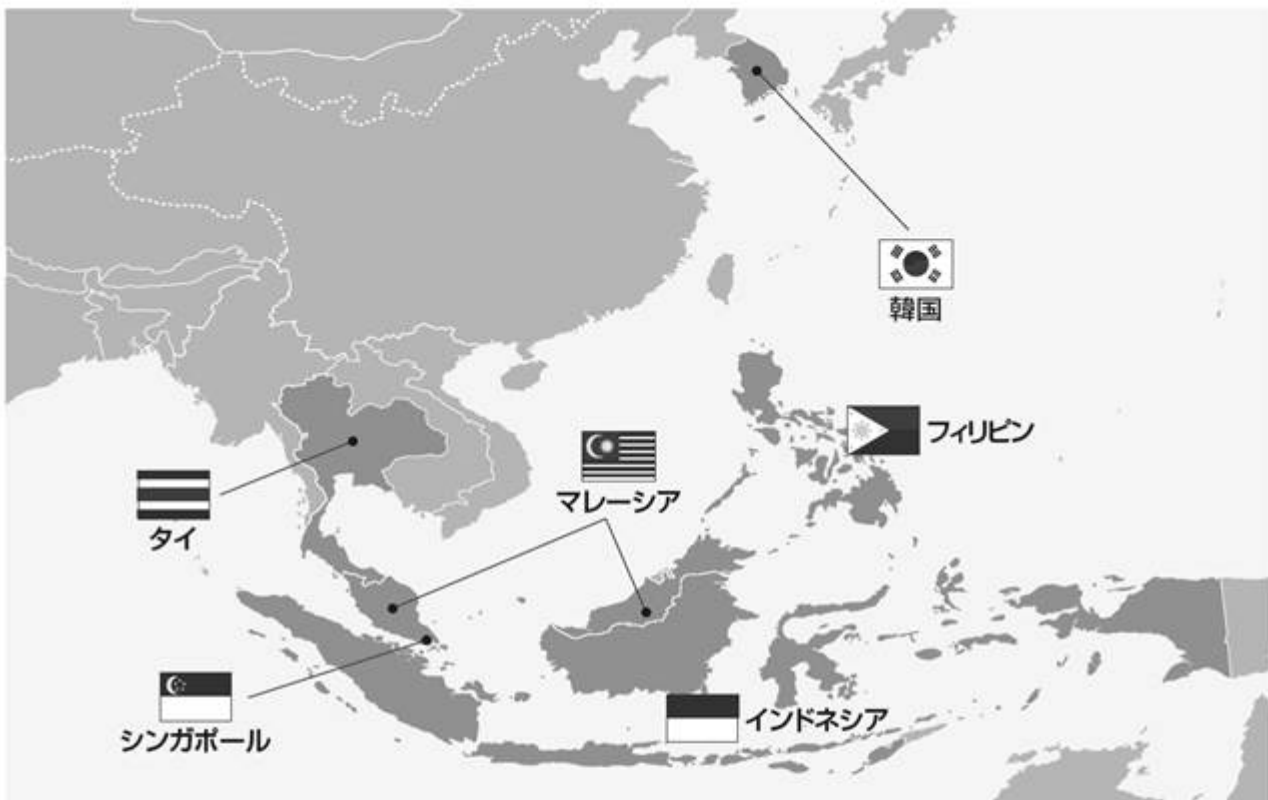 韓国
フィリピン
マレーシア
タイ
シンガポール
インドネシア